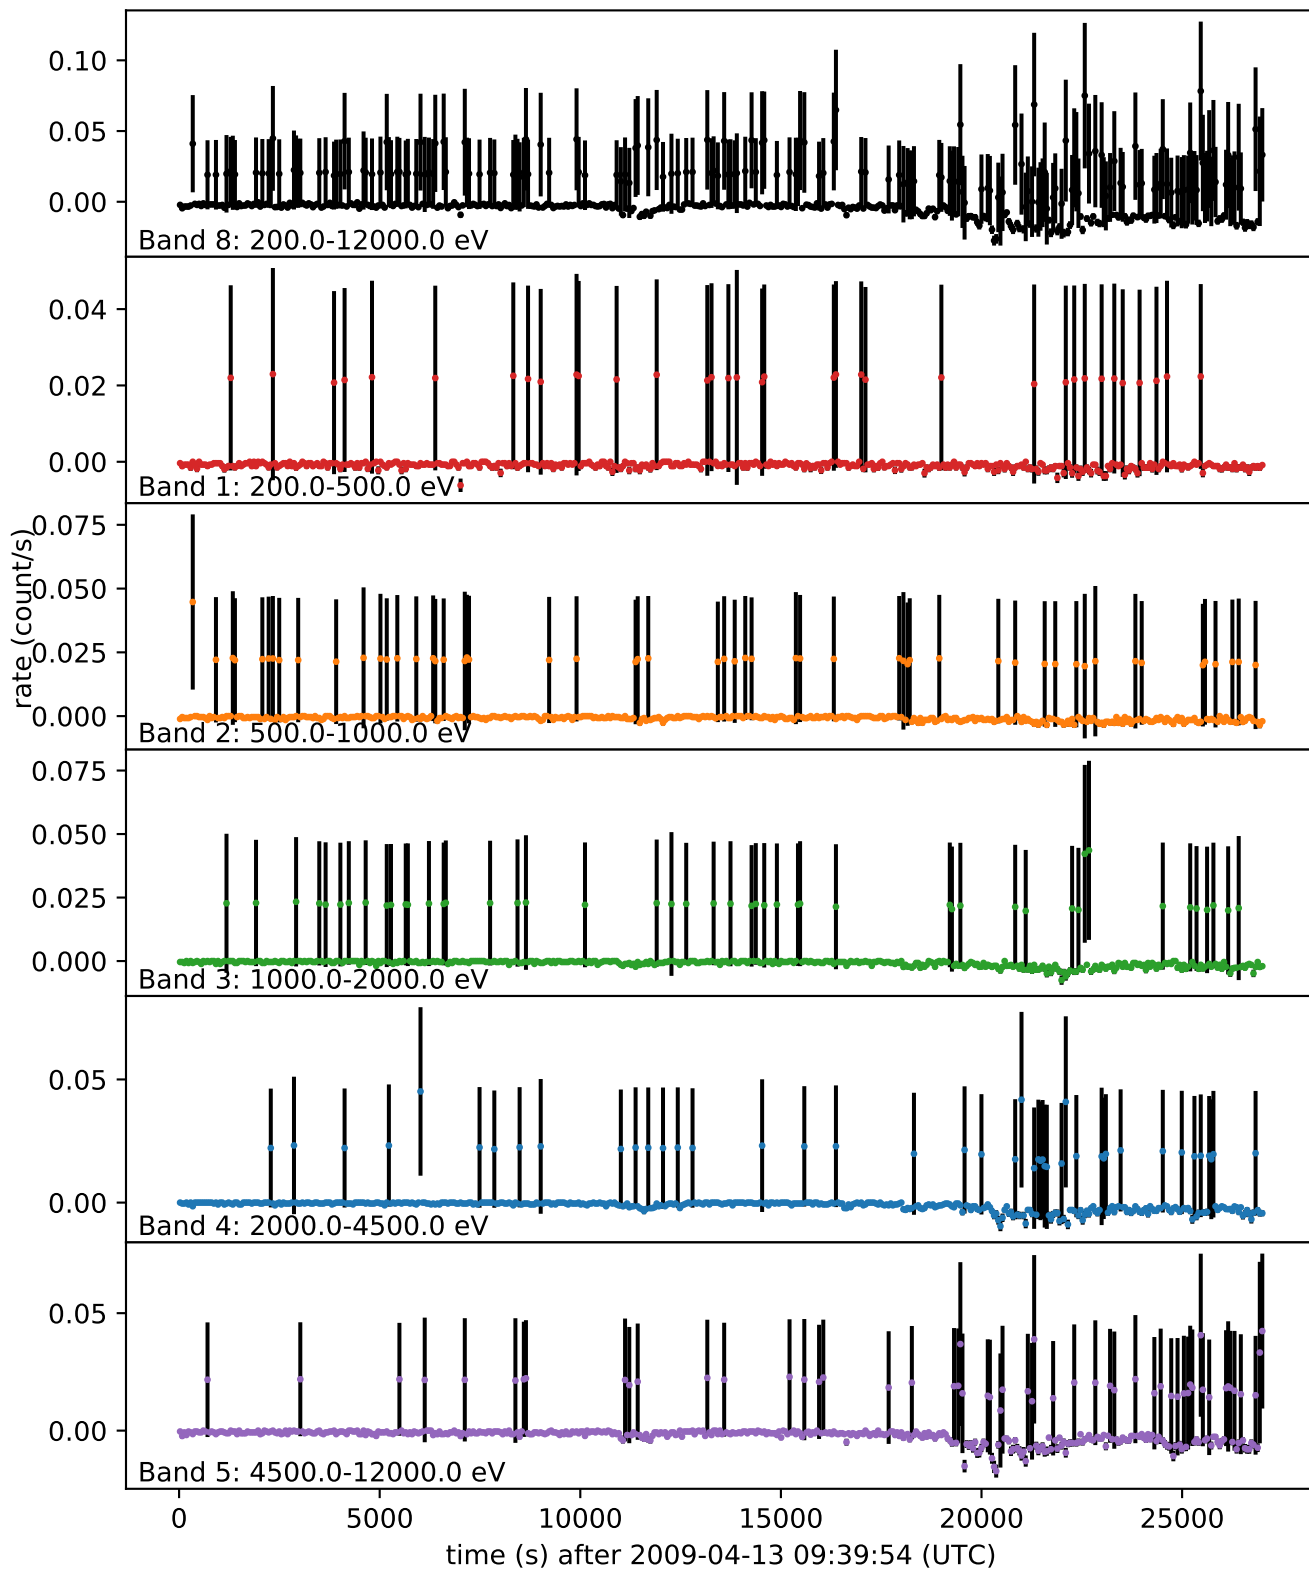 0.10
0.05
0.00
Band 8: 200.0-12000.0 eV
0.04
0.02
0.00
Band 1: 200.0-500.0 eV
rate (count/s)
0.075
0.050
0.025
0.000
Band 2: 500.0-1000.0 eV
0.075
0.050
0.025
0.000
Band 3: 1000.0-2000.0 eV
0.05
0.00
Band 4: 2000.0-4500.0 eV
0.05
0.00
Band 5: 4500.0-12000.0 eV
0 5000 10000 15000 20000 25000
time (s) after 2009-04-13 09:39:54 (UTC)